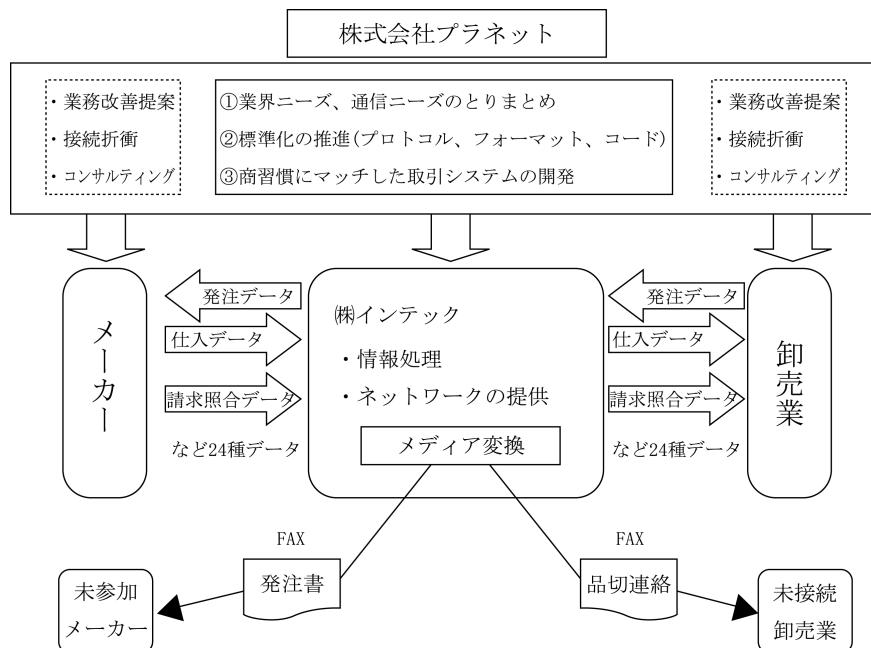 株式会社プラネット
・業務改善提案
・接続折衝
・コンサルティング
①業界ニーズ、通信ニーズのとりまとめ
②標準化の推進(プロトコル、フォーマット、コード)
③商習慣にマッチした取引システムの開発
・業務改善提案
・接続折衝
・コンサルティング
メーカー
発注データ
仕入データ
請求照合データ
など24種データ
㈱インテック
・情報処理
・ネットワークの提供
メディア変換
発注データ
仕入データ
請求照合データ
など24種データ
卸売業
FAX
発注書
FAX
品切連絡
未参加
メーカー
未接続
卸売業